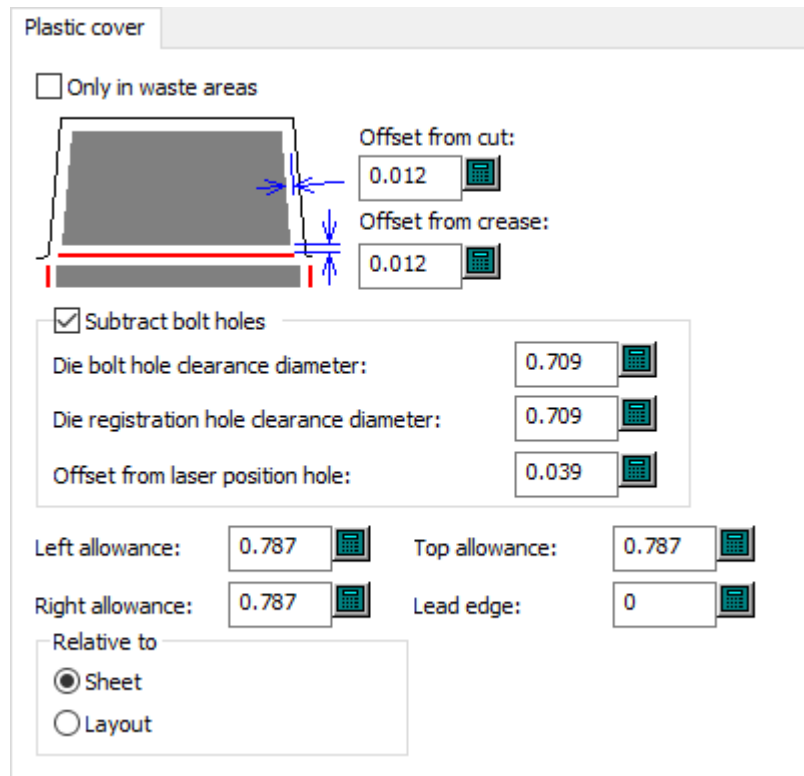 Plastic cover
Only in waste areas
Offset from cut:
0.012
Offset from crease:
0.012
Subtract bolt holes
Die bolt hole clearance diameter: 0.709
Die registration hole clearance diameter: 0.709
Offset from laser position hole: 0.039
Left allowance: 0.787 Top allowance: 0.787
Right allowance: 0.787 Lead edge: 0
Relative to
Sheet
Layout